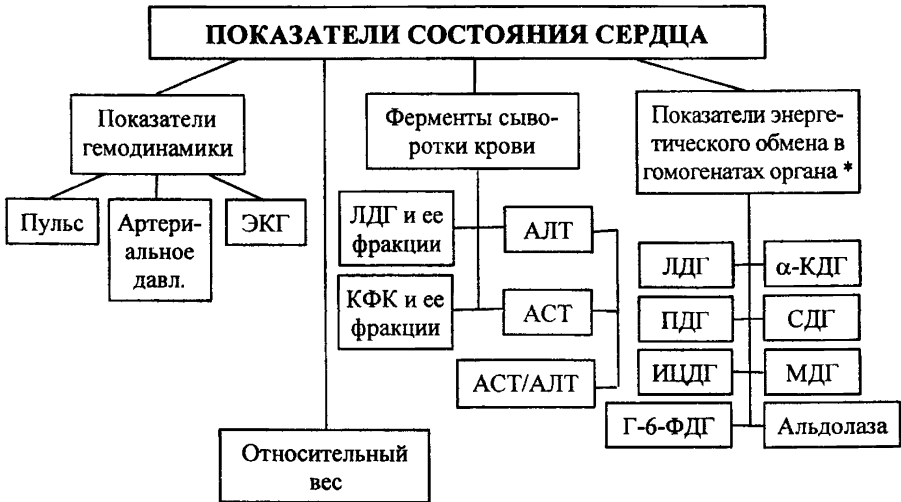 ПОКАЗАТЕЛИ СОСТОЯНИЯ СЕРДЦА
Показатели
гемодинамики
Пульс
Артери-
альное
давл.
ЭКГ
Относительный
вес
Ферменты сыво-
ротки крови
ЛДГ и ее
фракции
АЛТ
КФК и ее
фракции
АСТ
АСТ/АЛТ
Показатели энерге-
тического обмена в
гомогенатах органа *
ЛДГ
α-КДГ
ПДГ
СДГ
ИЦДГ
МДГ
Г-6-ФДГ
Альдолаза